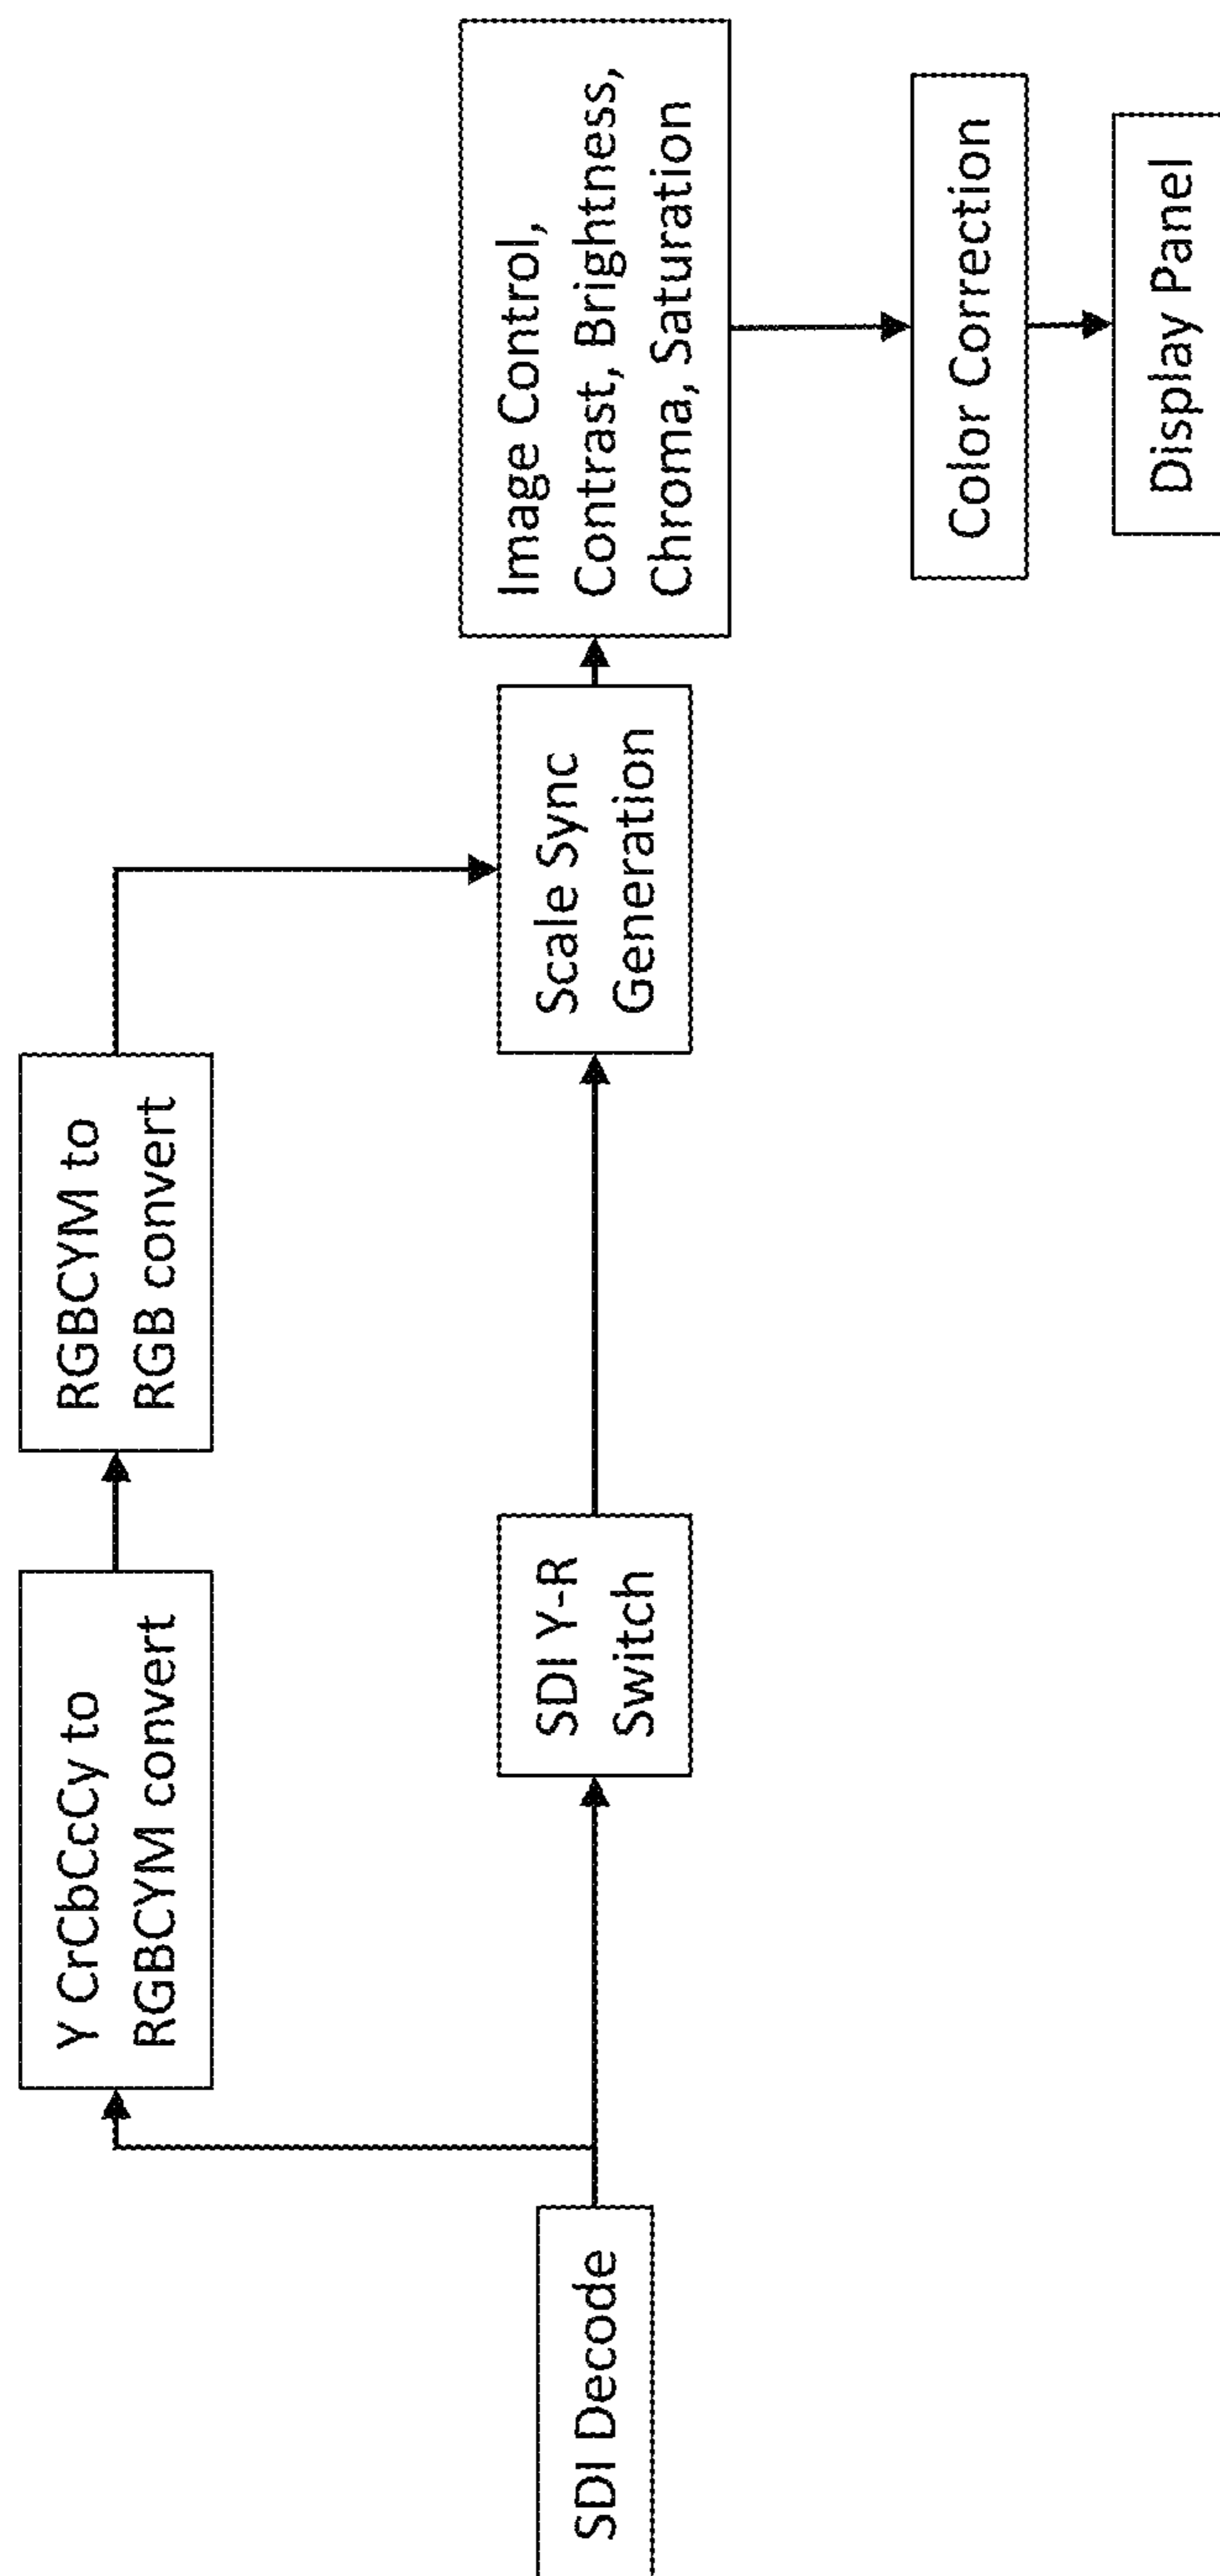 SDI Decode
Y CrCbCcCy to
RGBCYM convert
RGBCYM to
RGB convert
SDI Y-R
Switch
Scale Sync
Generation
Image Control,
Contrast, Brightness,
Chroma, Saturation
Color Correction
Display Panel